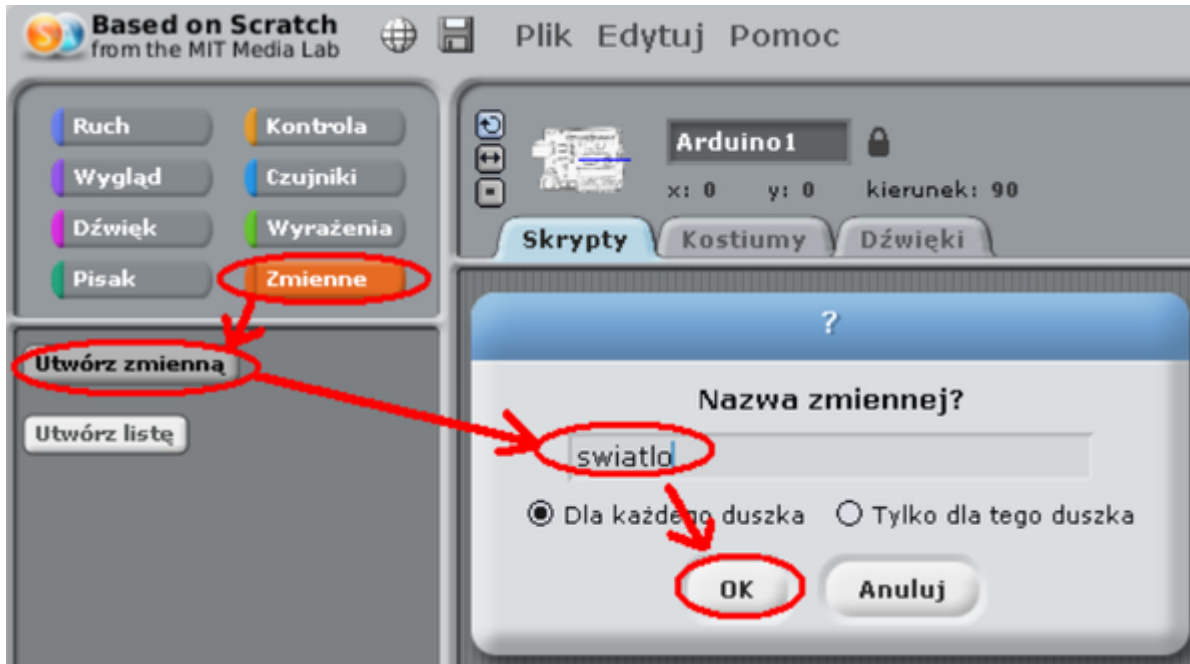 Based on Scratch
from the MIT Media Lab
Plik Edytuj Pomoc
Ruch
Kontrola
Wygląd
Czujniki
Dźwięk
Wyrażenia
Pisak
Zmienne
Arduino1
x: 0 y: 0 kierunek: 90
Skrypty Kostiumy Dźwięki
Utwórz zmienną
Utwórz listę
?
Nazwa zmiennej?
swiatlo
Dla każdego duszka Tylko dla tego duszka
OK Anuluj